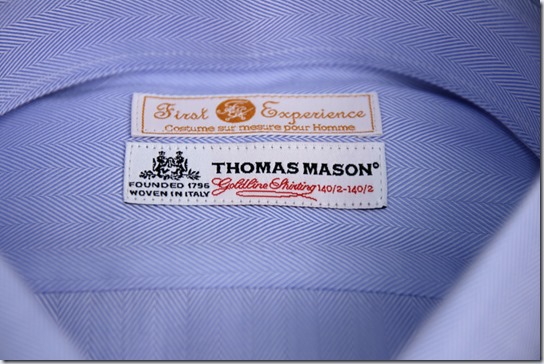 First Experience
Costume sur mesure pour Homme
THOMAS MASON
FOUNDED 1796 Goldline Shirting 140/2-140/2
WOVEN IN ITALY